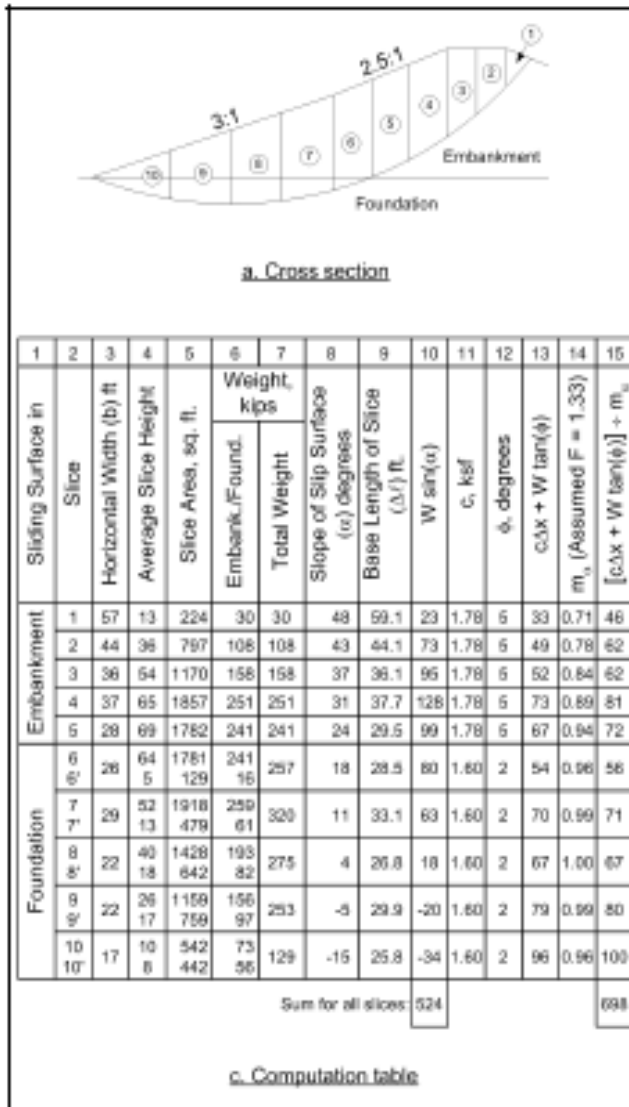 1
2.5:1
2
3
3:1
4
5
6
7
8
9
10
Embankment
Foundation
a. Cross section
1 2 3 4 5 6 7 8 9 10 11 12 13 14 15
Sliding Surface in
Slice
Horizontal Width (b) ft
Average Slice Height
Slice Area, sq. ft.
Weight, kips
Embank./Found.
Total Weight
Slope of Slip Surface (α) degrees
Base Length of Slice (Δℓ) ft.
W sin(α)
c, ksf
ϕ, degrees
cΔx + W tan(ϕ)
mα (Assumed F = 1.33)
[cΔx + W tan(ϕ)] ÷ mα
Embankment
1 57 13 224 30 30 48 59.1 23 1.78 5 33 0.71 46
2 44 36 797 108 108 43 44.1 73 1.78 5 49 0.78 62
3 36 54 1170 158 158 37 36.1 95 1.78 5 52 0.84 62
4 37 65 1857 251 251 31 37.7 128 1.78 5 73 0.89 81
5 28 69 1782 241 241 24 29.5 99 1.78 5 67 0.94 72
Foundation
6 64 1781 241
6' 26 5 129 16 257 18 28.5 80 1.60 2 54 0.96 56
7 52 1918 259
7' 29 13 479 61 320 11 33.1 63 1.60 2 70 0.99 71
8 40 1428 193
8' 22 18 642 82 275 4 26.8 18 1.60 2 67 1.00 67
9 26 1159 156
9' 22 17 759 97 253 -5 29.9 -20 1.60 2 79 0.99 80
10 10 542 73
10' 17 8 442 56 129 -15 25.8 -34 1.60 2 96 0.96 100
Sum for all slices: 524 698
c. Computation table